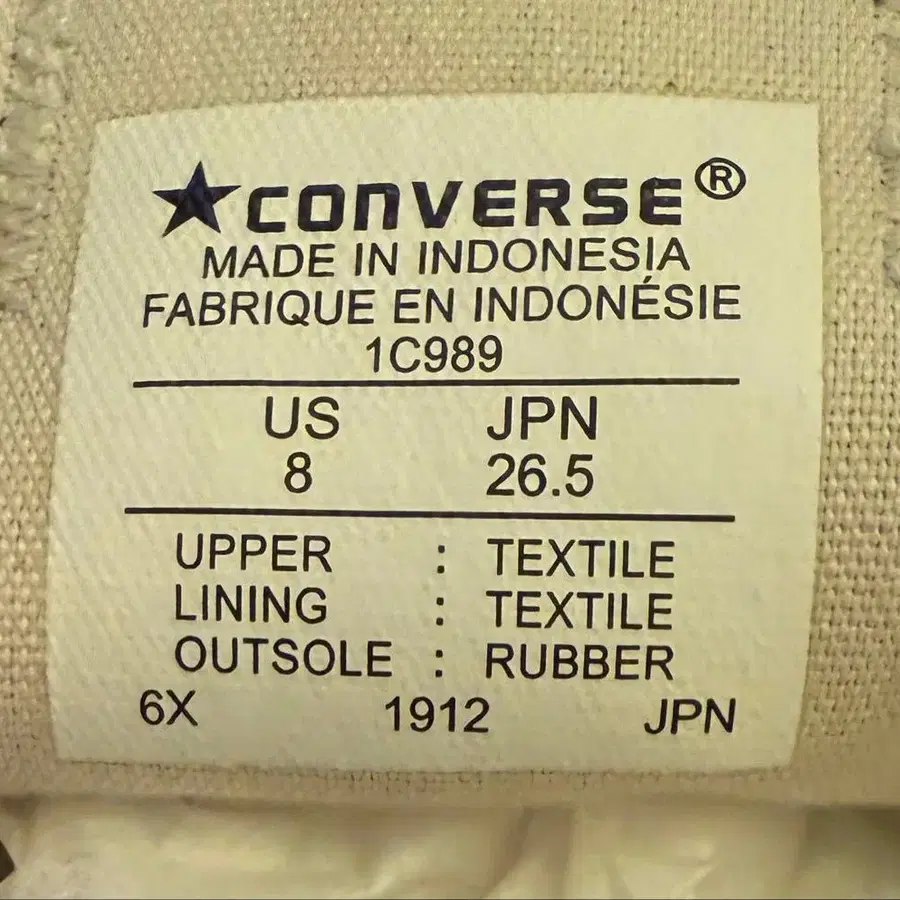 ★CONVERSE®
MADE IN INDONESIA
FABRIQUE EN INDONÉSIE
1C989
US JPN
8 26.5
UPPER : TEXTILE
LINING : TEXTILE
OUTSOLE : RUBBER
6X 1912 JPN